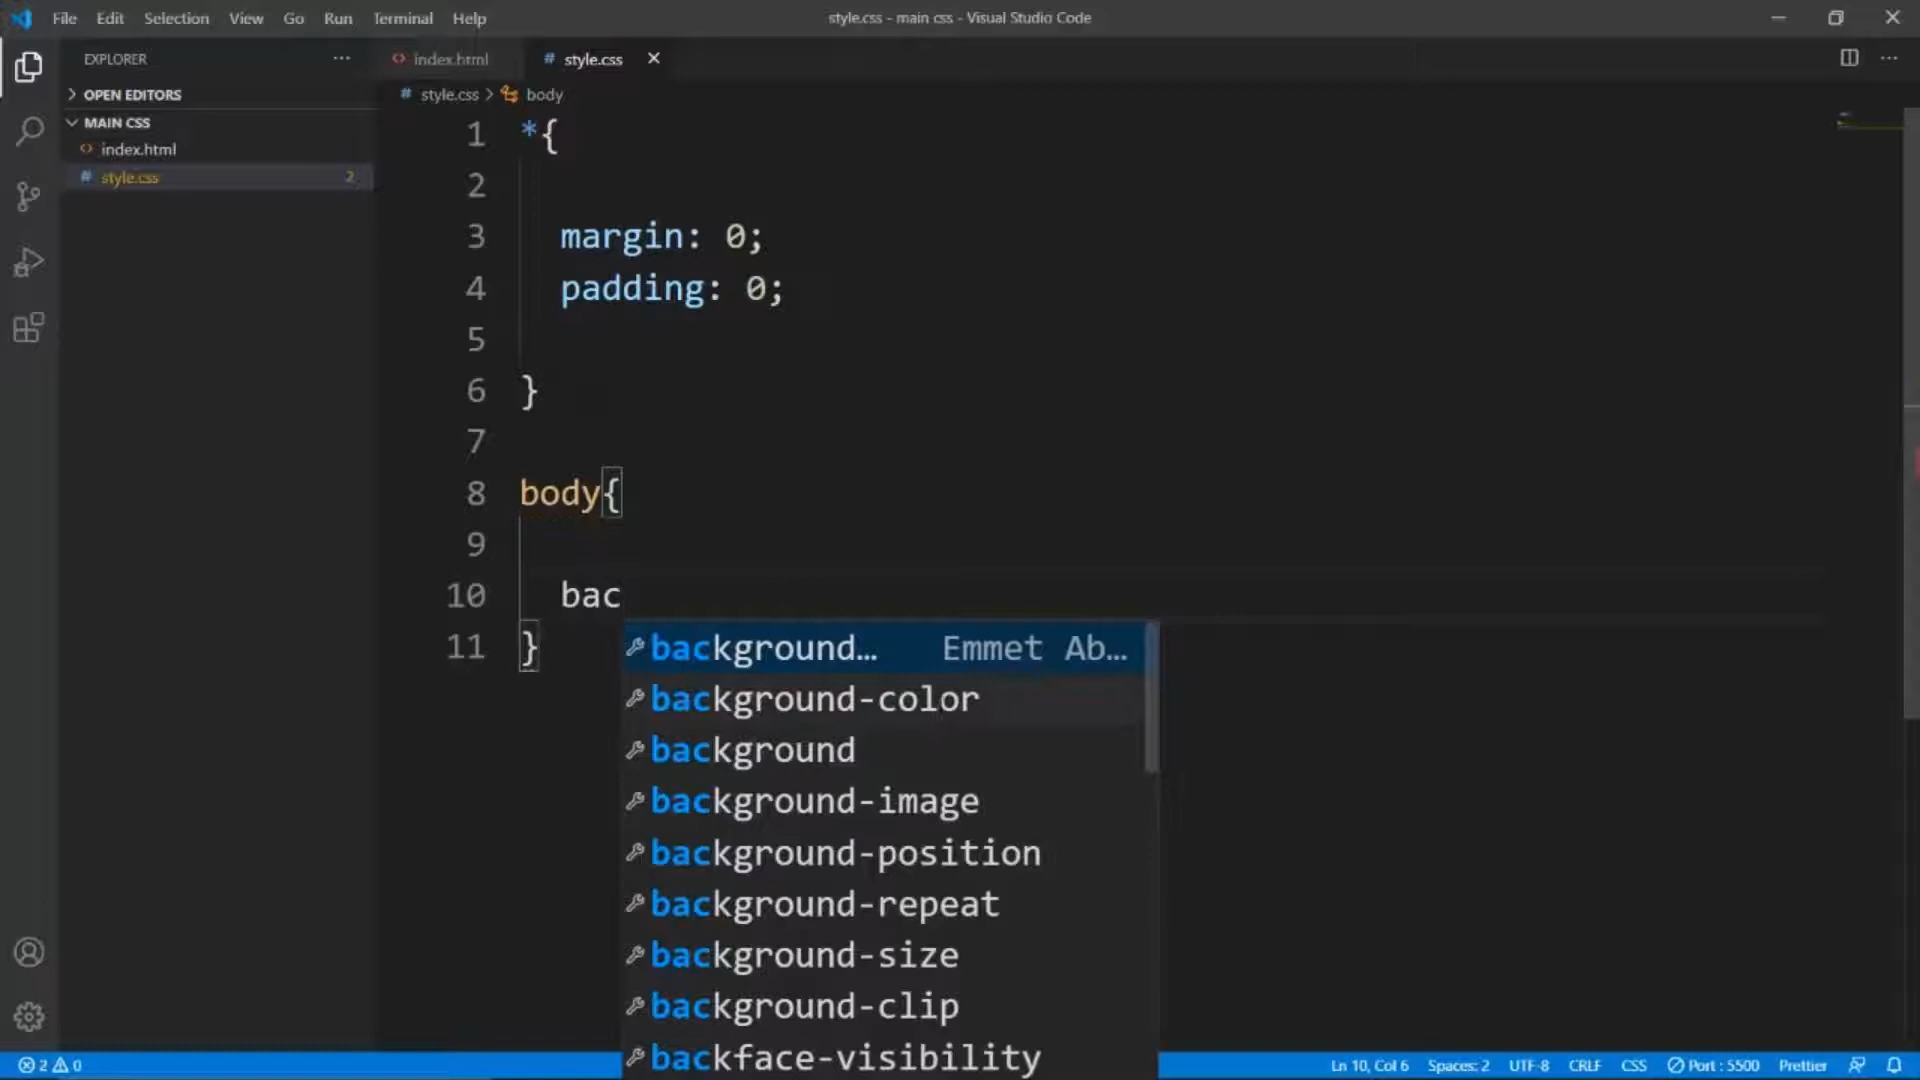 File Edit Selection View Go Run Terminal Help
style.css - main css - Visual Studio Code
EXPLORER
index.html
# style.css
OPEN EDITORS
# style.css > body
MAIN CSS
index.html
# style.css 2
1 *{
2
3 margin: 0;
4 padding: 0;
5
6 }
7
8 body{
9
10 bac
11 }
background… Emmet Ab…
background-color
background
background-image
background-position
background-repeat
background-size
background-clip
backface-visibility
2 0
Ln 10, Col 6 Spaces: 2 UTF-8 CRLF CSS Port : 5500 Prettier